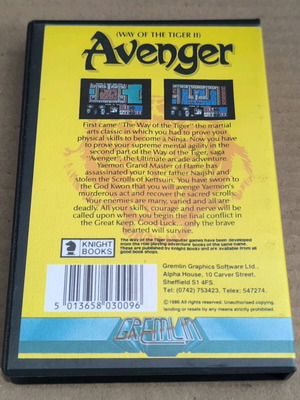 (WAY OF THE TIGER II)
Avenger
First came "The Way of the Tiger" the martial
arts classic in which you had to prove your
physical skills to become a Ninja. Now you have
to prove your supreme mental agility in the
second part of the Way of the Tiger, saga
"Avenger", the Ultimate arcade adventure.
Yaemon Grand Master of Flame has
assassinated your foster father Naijshi and
stolen the Scrolls of Kettsuin. You have sworn to
the God Kwon that you will avenge Yaemon's
murderous act and recover the sacred scrolls.
Your enemies are many, varied and all are
deadly. All your skills, courage and nerve will be
called upon when you begin the final conflict in
the Great Keep. Good Luck... only the brave
hearted will survive.
KNIGHT
BOOKS
The Way of the Tiger computer games have been developed
from the role playing adventure books of the same name.
These are published by Knight Books and are available from all
good book shops.
Gremlin Graphics Software Ltd.,
Alpha House, 10 Carver Street,
Sheffield S1 4FS.
Tel: (0742) 753423. Telex: 547274.
5 013658 030096
©1986 All rights reserved. Unauthorised copying,
lending or resale by any means strictly prohibited.
GREMLIN